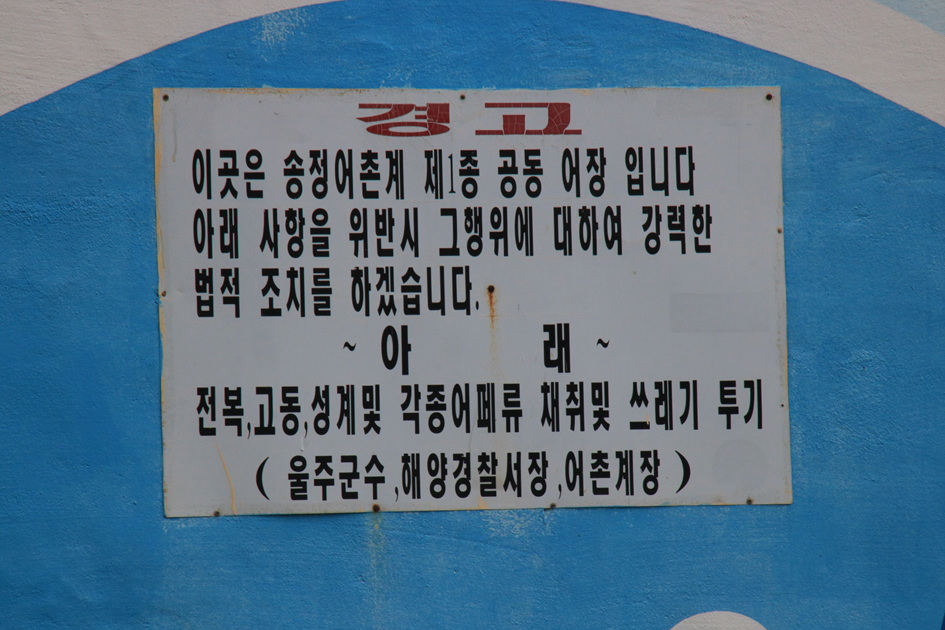 경고
이곳은 송정어촌계 제1종 공동 어장 입니다
아래 사항을 위반시 그행위에 대하여 강력한
법적 조치를 하겠습니다.
~ 아 래 ~
전복,고동,성계및 각종어페류 채취및 쓰레기 투기
( 울주군수,해양경찰서장,어촌계장 )